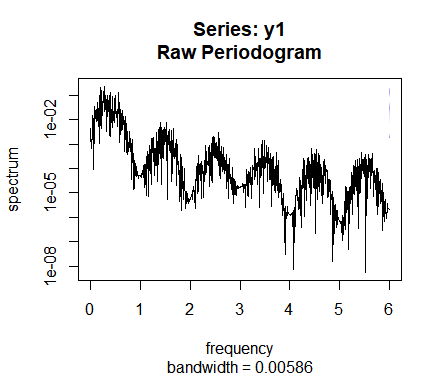 Series: y1
Raw Periodogram
spectrum
1e-02
1e-05
1e-08
0 1 2 3 4 5 6
frequency
bandwidth = 0.00586